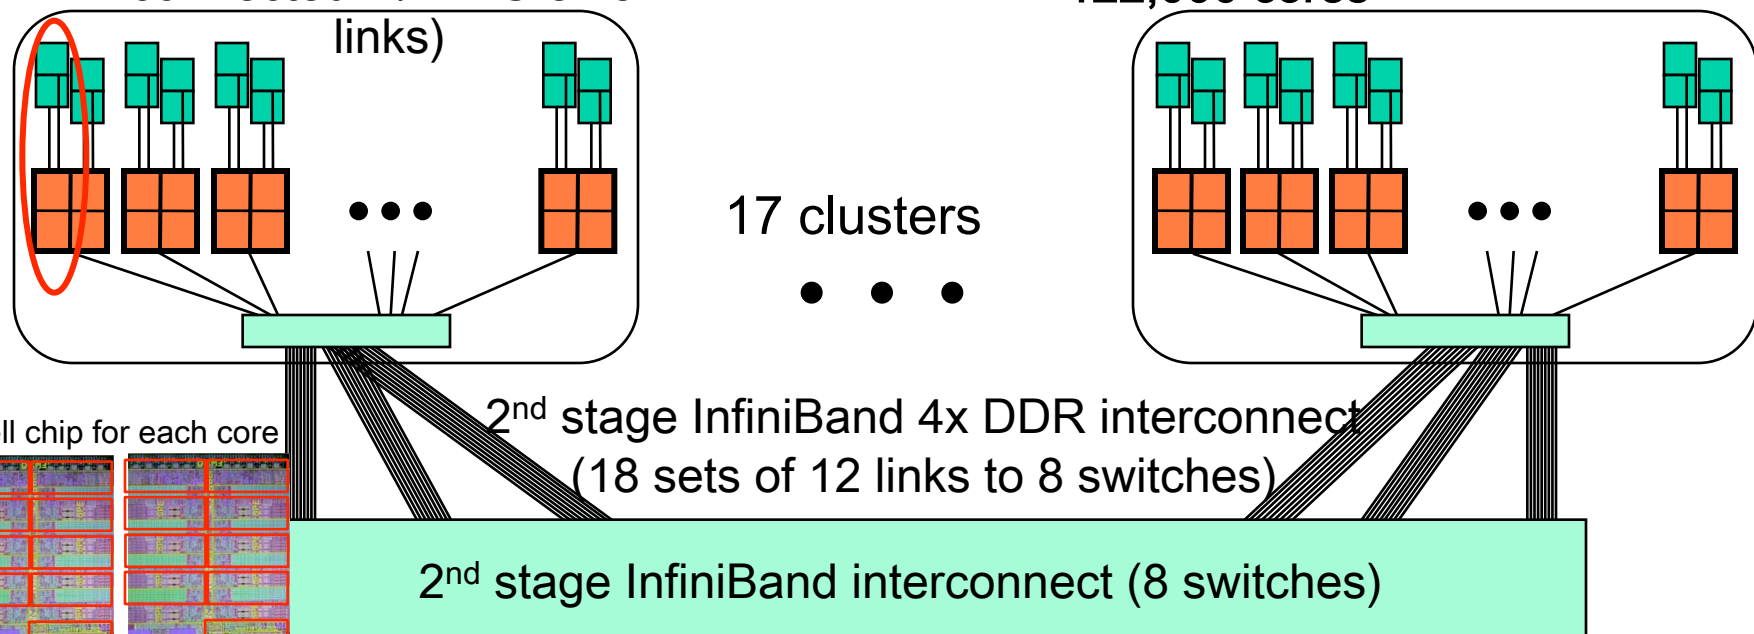 links)
17 clusters
2nd stage InfiniBand 4x DDR interconnect
(18 sets of 12 links to 8 switches)
ll chip for each core
2nd stage InfiniBand interconnect (8 switches)